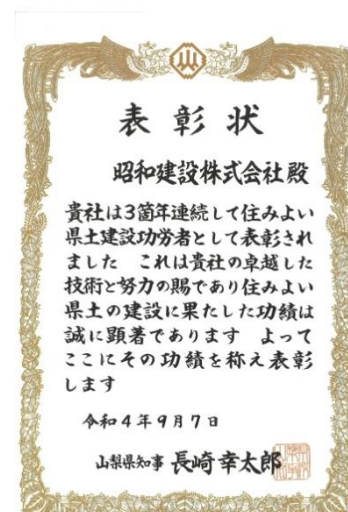 表彰状
昭和建設株式会社殿
貴社は3箇年連続して住みよい
県土建設功労者として表彰され
ました　これは貴社の卓越した
技術と努力の賜であり住みよい
県土の建設に果たした功績は
誠に顕著であります　よって
ここにその功績を称え表彰
します
令和4年9月7日
山梨県知事 長崎幸太郎